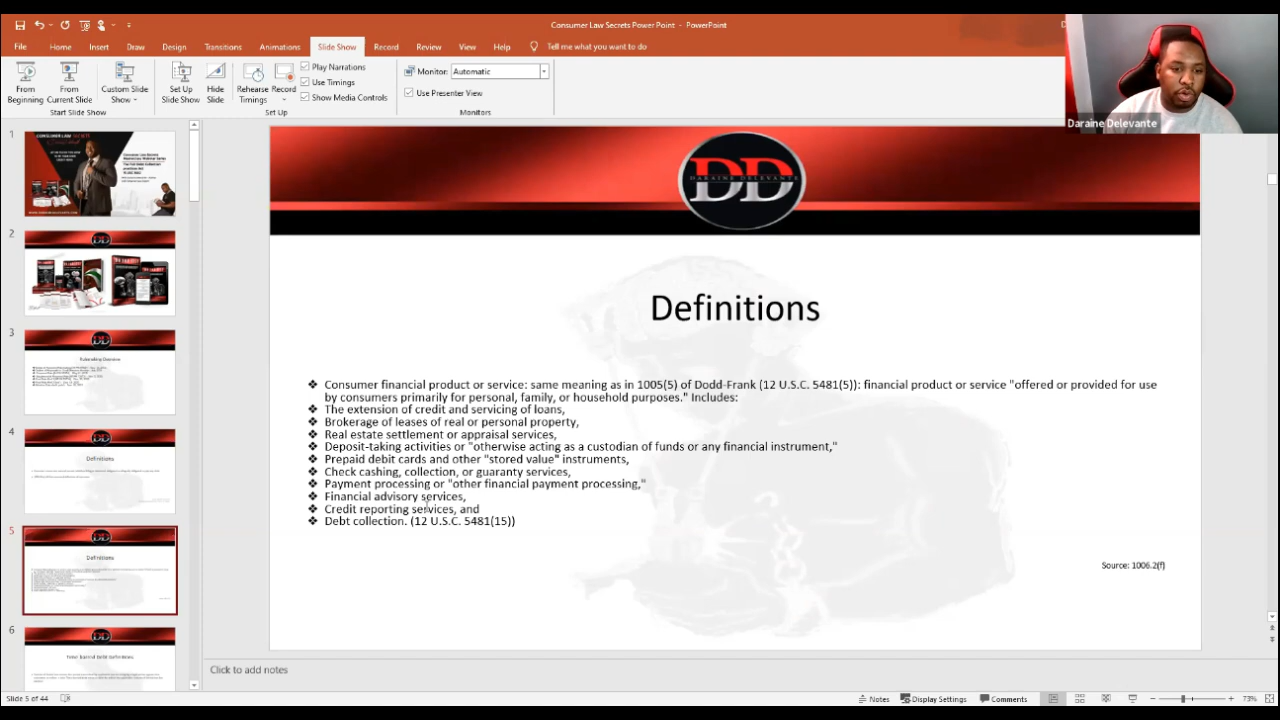 Consumer Law Secrets Power Point - PowerPoint
File Home Insert Draw Design Transitions Animations Slide Show Record Review View Help Tell me what you want to do
From Beginning
From Current Slide
Custom Slide Show
Start Slide Show
Set Up Slide Show
Hide Slide
Rehearse Timings
Record
Play Narrations
Use Timings
Show Media Controls
Set Up
Monitor: Automatic
Use Presenter View
Monitors
Daraine Delevante
1
2
3
4
Definitions
5
Definitions
6
DD
DARAINE DELEVANTE
Definitions
❖ Consumer financial product or service: same meaning as in 1005(5) of Dodd-Frank (12 U.S.C. 5481(5)): financial product or service "offered or provided for use
by consumers primarily for personal, family, or household purposes." Includes:
❖ The extension of credit and servicing of loans,
❖ Brokerage of leases of real or personal property,
❖ Real estate settlement or appraisal services,
❖ Deposit-taking activities or "otherwise acting as a custodian of funds or any financial instrument,"
❖ Prepaid debit cards and other "stored value" instruments,
❖ Check cashing, collection, or guaranty services,
❖ Payment processing or "other financial payment processing,"
❖ Financial advisory services,
❖ Credit reporting services, and
❖ Debt collection. (12 U.S.C. 5481(15))
Source: 1006.2(f)
Click to add notes
Slide 5 of 44
Notes Display Settings Comments 73%